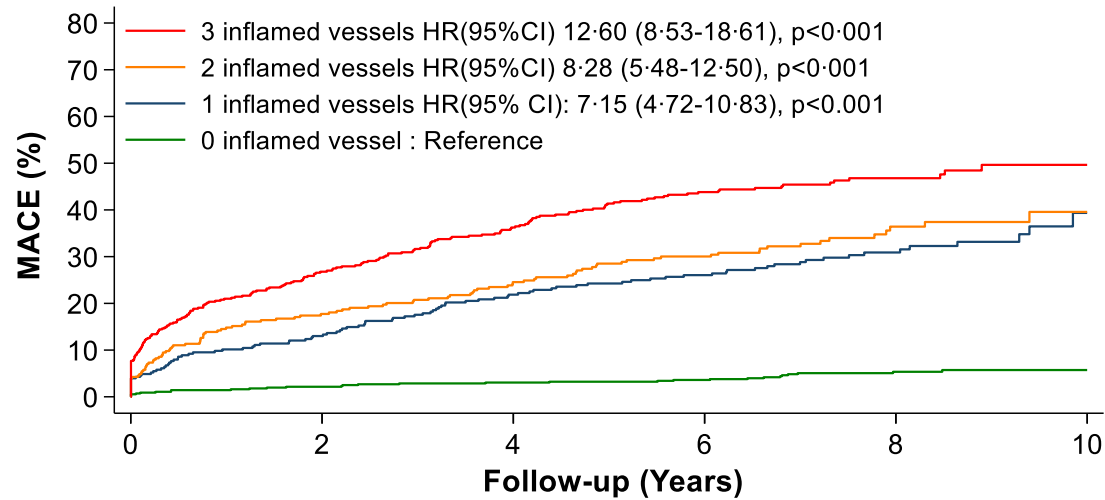 80
70
60
50
40
30
20
10
0
MACE (%)
3 inflamed vessels HR(95%CI) 12·60 (8·53-18·61), p<0·001
2 inflamed vessels HR(95%CI) 8·28 (5·48-12·50), p<0·001
1 inflamed vessels HR(95% CI): 7·15 (4·72-10·83), p<0.001
0 inflamed vessel : Reference
0 2 4 6 8 10
Follow-up (Years)